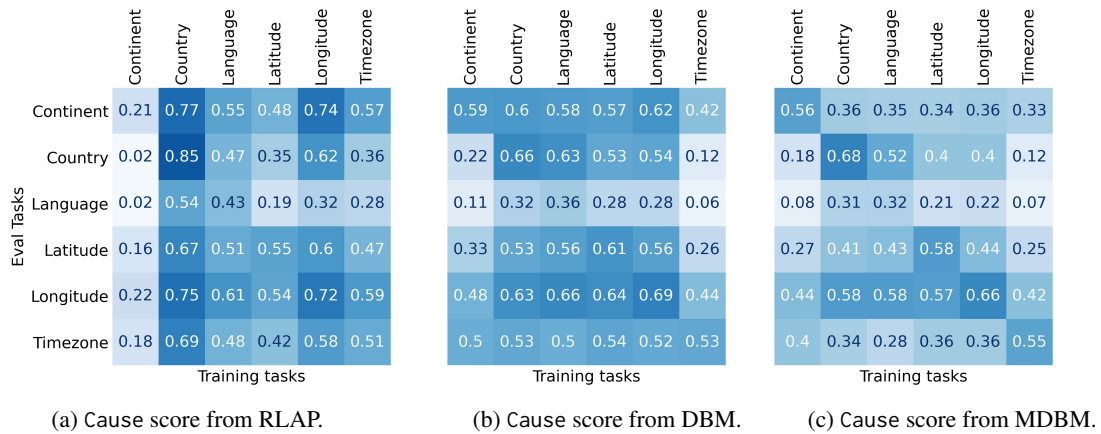 Continent Country Language Latitude Longitude Timezone Continent Country Language Latitude Longitude Timezone Continent Country Language Latitude Longitude Timezone
Eval Tasks
Continent 0.21 0.77 0.55 0.48 0.74 0.57 0.59 0.6 0.58 0.57 0.62 0.42 0.56 0.36 0.35 0.34 0.36 0.33
Country 0.02 0.85 0.47 0.35 0.62 0.36 0.22 0.66 0.63 0.53 0.54 0.12 0.18 0.68 0.52 0.4 0.4 0.12
Language 0.02 0.54 0.43 0.19 0.32 0.28 0.11 0.32 0.36 0.28 0.28 0.06 0.08 0.31 0.32 0.21 0.22 0.07
Latitude 0.16 0.67 0.51 0.55 0.6 0.47 0.33 0.53 0.56 0.61 0.56 0.26 0.27 0.41 0.43 0.58 0.44 0.25
Longitude 0.22 0.75 0.61 0.54 0.72 0.59 0.48 0.63 0.66 0.64 0.69 0.44 0.44 0.58 0.58 0.57 0.66 0.42
Timezone 0.18 0.69 0.48 0.42 0.58 0.51 0.5 0.53 0.5 0.54 0.52 0.53 0.4 0.34 0.28 0.36 0.36 0.55
Training tasks Training tasks Training tasks
(a) Cause score from RLAP. (b) Cause score from DBM. (c) Cause score from MDBM.